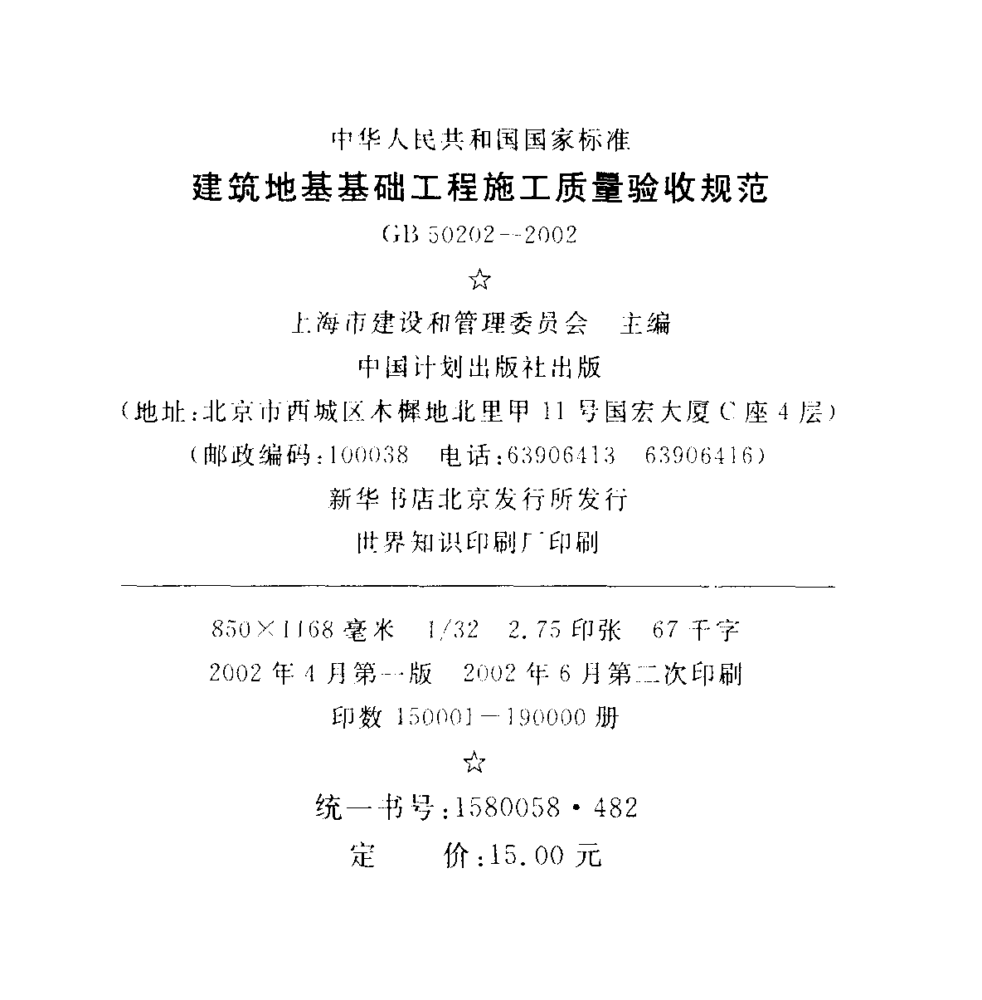 中华人民共和国国家标准
建筑地基基础工程施工质量验收规范
GB 50202--2002
☆
上海市建设和管理委员会　主编
中国计划出版社出版
(地址:北京市西城区木樨地北里甲 11 号国宏大厦 C 座 4 层)
(邮政编码:100038　电话:63906413　63906416)
新华书店北京发行所发行
世界知识印刷厂印刷
850×1168 毫米　1/32　2.75 印张　67 千字
2002 年 4 月第一版　2002 年 6 月第二次印刷
印数 150001—190000 册
☆
统一书号:1580058·482
定　　价:15.00 元